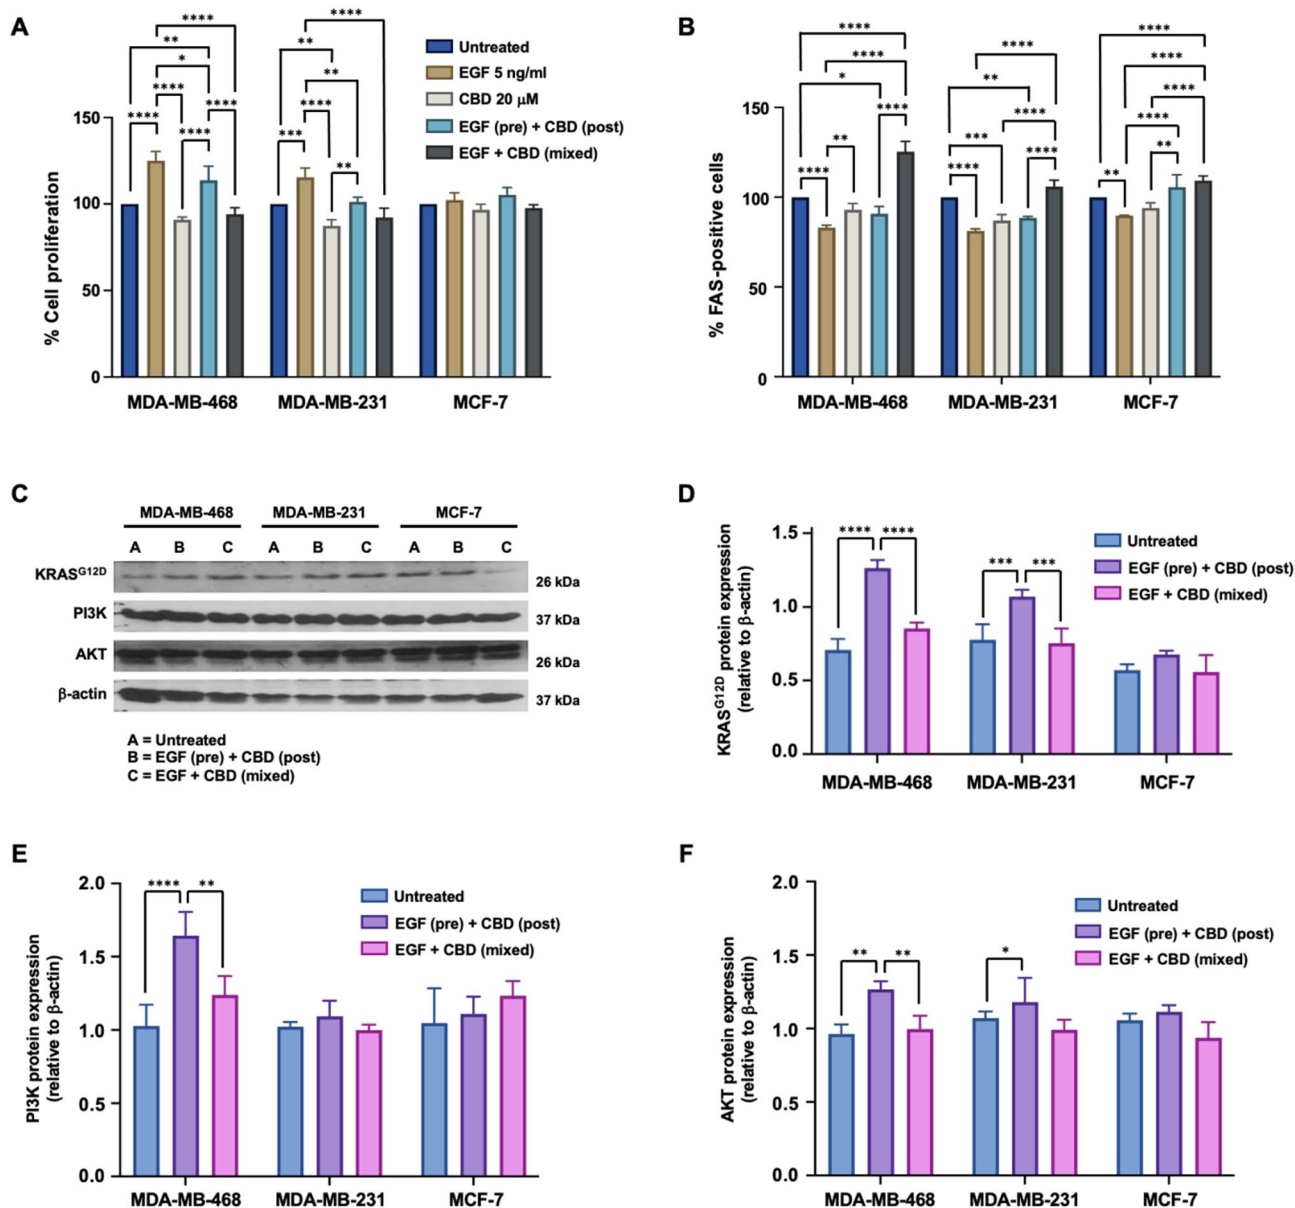 A
****
****
**
**
*
**
****
****
****
****
****
***
**
Untreated
EGF 5 ng/ml
CBD 20 µM
EGF (pre) + CBD (post)
EGF + CBD (mixed)
% Cell proliferation
150
100
50
0
MDA-MB-468
MDA-MB-231
MCF-7
B
****
****
****
****
****
*
**
****
****
****
****
***
****
**
**
****
****
****
**
% FAS-positive cells
150
100
50
0
MDA-MB-468
MDA-MB-231
MCF-7
C
MDA-MB-468
MDA-MB-231
MCF-7
A B C A B C A B C
KRASG12D
26 kDa
PI3K
37 kDa
AKT
26 kDa
β-actin
37 kDa
A = Untreated
B = EGF (pre) + CBD (post)
C = EGF + CBD (mixed)
D
KRASG12D protein expression
(relative to β-actin)
1.5
1.0
0.5
0.0
**** ****
*** ***
Untreated
EGF (pre) + CBD (post)
EGF + CBD (mixed)
MDA-MB-468
MDA-MB-231
MCF-7
E
PI3K protein expression
(relative to β-actin)
2.0
1.5
1.0
0.5
0.0
**** **
Untreated
EGF (pre) + CBD (post)
EGF + CBD (mixed)
MDA-MB-468
MDA-MB-231
MCF-7
F
AKT protein expression
(relative to β-actin)
2.0
1.5
1.0
0.5
0.0
** **
*
Untreated
EGF (pre) + CBD (post)
EGF + CBD (mixed)
MDA-MB-468
MDA-MB-231
MCF-7